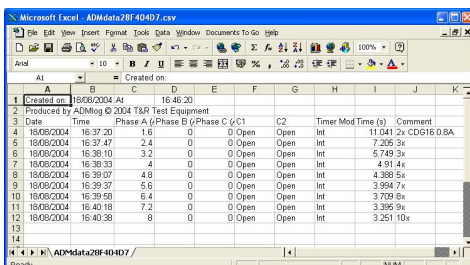 Microsoft Excel - ADMdata28F404D7.csv
File Edit View Insert Format Tools Data Window Documents To Go Help
100%
Arial 10 B I U
A1 = Created on:
A B C D E F G H I J K
1 Created on: 18/08/2004 At 16:46:20
2 Produced by ADMlog © 2004 T&R Test Equipment
3 Date Time Phase A (A Phase B (A Phase C (A C1 C2 Timer Mod Time (s) Comment
4 18/08/2004 16:37:20 1.6 0 0 Open Open Int 11.041 2x CDG16 0.8A
5 18/08/2004 16:37:47 2.4 0 0 Open Open Int 7.205 3x
6 18/08/2004 16:38:10 3.2 0 0 Open Open Int 5.749 3x
7 18/08/2004 16:38:33 4 0 0 Open Open Int 4.91 4x
8 18/08/2004 16:39:07 4.8 0 0 Open Open Int 4.388 5x
9 18/08/2004 16:39:37 5.6 0 0 Open Open Int 3.994 7x
10 18/08/2004 16:39:58 6.4 0 0 Open Open Int 3.709 8x
11 18/08/2004 16:40:18 7.2 0 0 Open Open Int 3.395 9x
12 18/08/2004 16:40:38 8 0 0 Open Open Int 3.251 10x
13
14
ADMdata28F404D7
Ready NUM